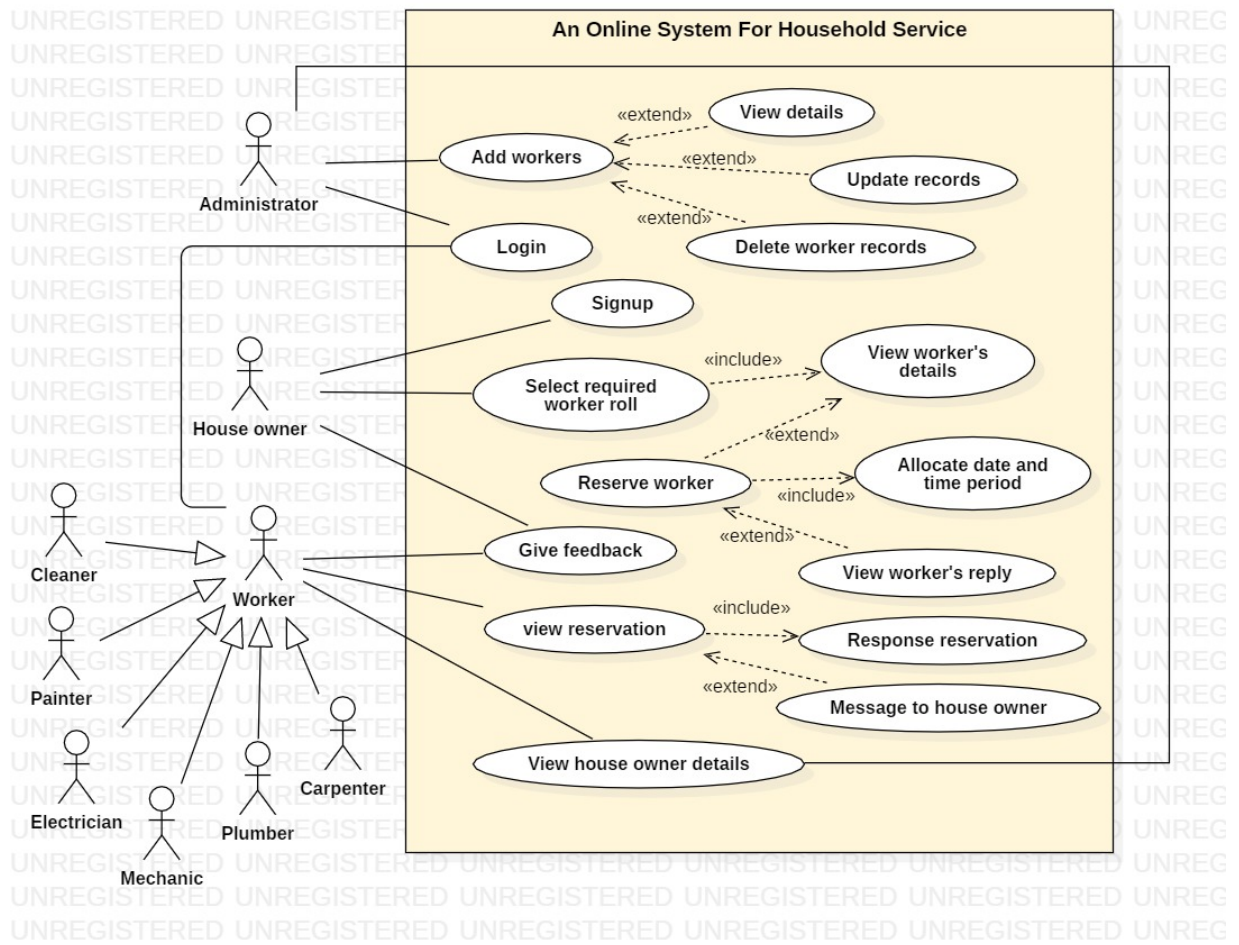 An Online System For Household Service
View details
«extend»
Add workers
«extend»
Update records
Administrator
«extend»
Login
Delete worker records
Signup
«include»
View worker's
details
Select required
worker roll
House owner
«extend»
Reserve worker
Allocate date and
time period
«include»
«extend»
Give feedback
View worker's reply
Cleaner
Worker
«include»
view reservation
Response reservation
Painter
«extend»
Message to house owner
View house owner details
Carpenter
Electrician
Plumber
Mechanic
UNREGISTERED